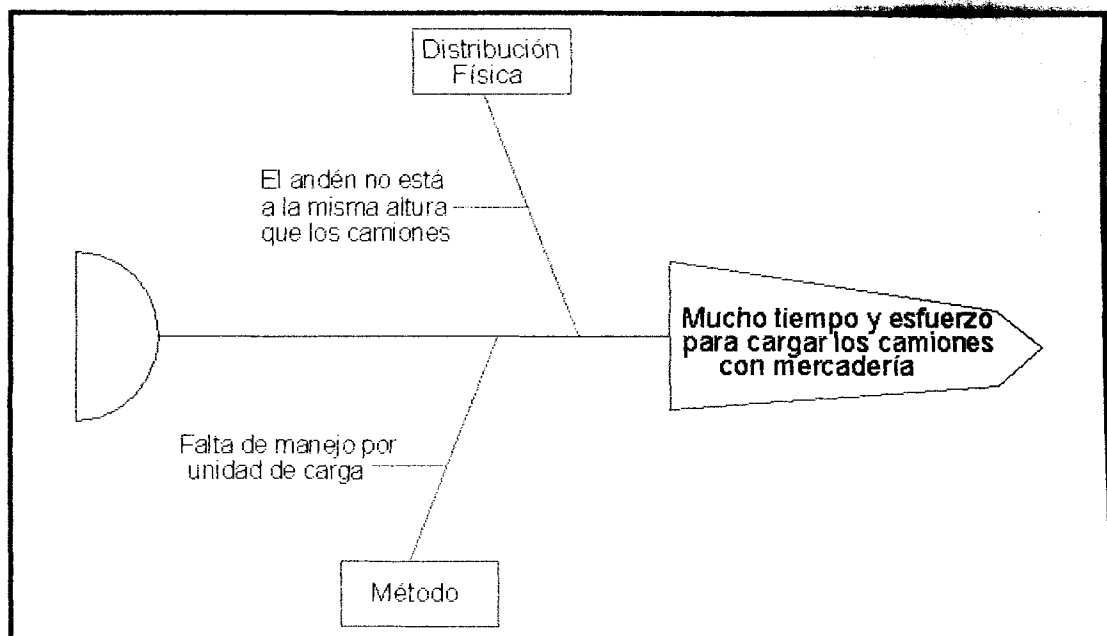 Distribución
Física
El andén no está
a la misma altura
que los camiones
Mucho tiempo y esfuerzo
para cargar los camiones
con mercadería
Falta de manejo por
unidad de carga
Método